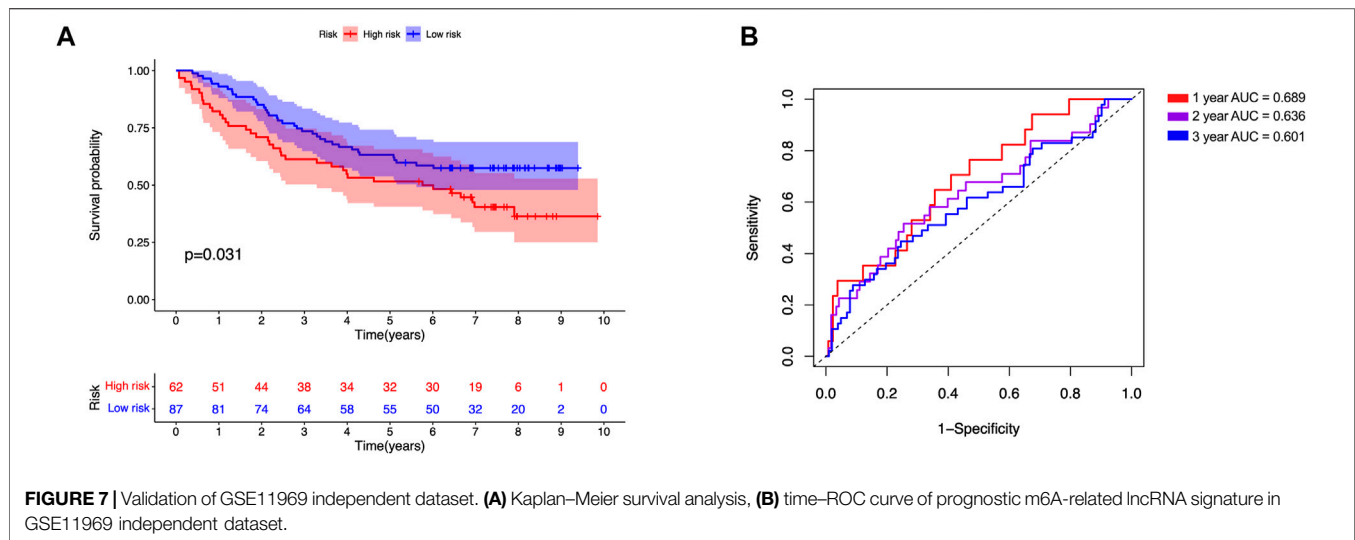 A
Risk High risk Low risk
Survival probability
1.00
0.75
0.50
0.25
0.00
p=0.031
0 1 2 3 4 5 6 7 8 9 10
Time(years)
Risk
High risk 62 51 44 38 34 32 30 19 6 1 0
Low risk 87 81 74 64 58 55 50 32 20 2 0
0 1 2 3 4 5 6 7 8 9 10
Time(years)
B
Sensitivity
1.0
0.8
0.6
0.4
0.2
0.0
0.0 0.2 0.4 0.6 0.8 1.0
1–Specificity
1 year AUC = 0.689
2 year AUC = 0.636
3 year AUC = 0.601
FIGURE 7 | Validation of GSE11969 independent dataset. (A) Kaplan–Meier survival analysis, (B) time–ROC curve of prognostic m6A-related lncRNA signature in
GSE11969 independent dataset.